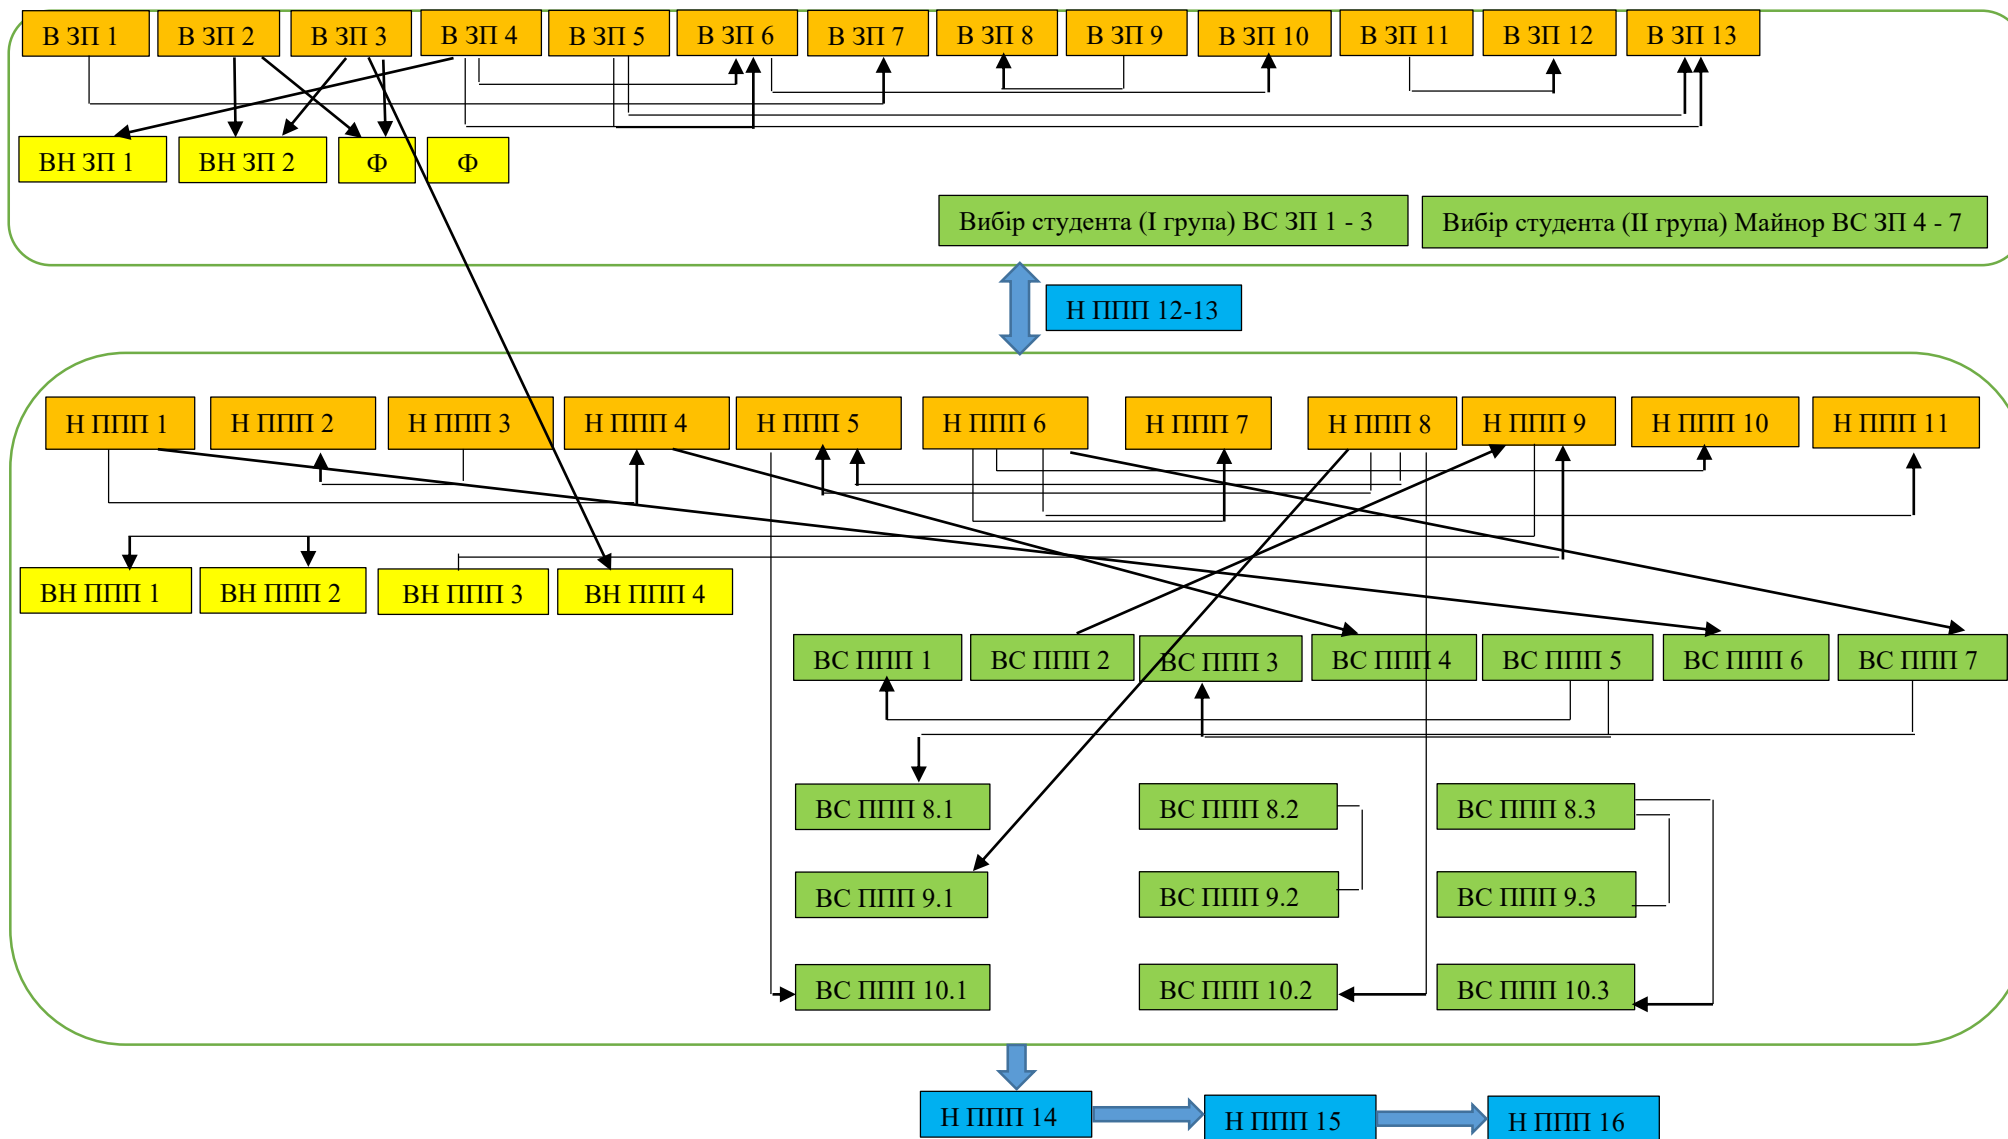 В ЗП 1
В ЗП 2
В ЗП 3
В ЗП 4
В ЗП 5
В ЗП 6
В ЗП 7
В ЗП 8
В ЗП 9
В ЗП 10
В ЗП 11
В ЗП 12
В ЗП 13
ВН ЗП 1
ВН ЗП 2
Ф
Ф
Вибір студента (І група) ВС ЗП 1 - 3
Вибір студента (ІІ група) Майнор ВС ЗП 4 - 7
Н ППП 12-13
Н ППП 1
Н ППП 2
Н ППП 3
Н ППП 4
Н ППП 5
Н ППП 6
Н ППП 7
Н ППП 8
Н ППП 9
Н ППП 10
Н ППП 11
ВН ППП 1
ВН ППП 2
ВН ППП 3
ВН ППП 4
ВС ППП 1
ВС ППП 2
ВС ППП 3
ВС ППП 4
ВС ППП 5
ВС ППП 6
ВС ППП 7
ВС ППП 8.1
ВС ППП 8.2
ВС ППП 8.3
ВС ППП 9.1
ВС ППП 9.2
ВС ППП 9.3
ВС ППП 10.1
ВС ППП 10.2
ВС ППП 10.3
Н ППП 14
Н ППП 15
Н ППП 16